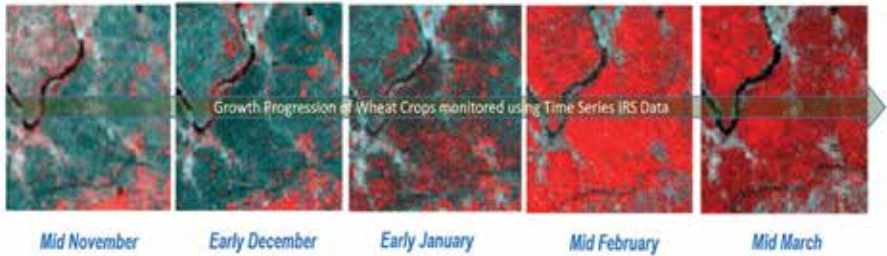 Growth Progression of Wheat Crops monitored using Time Series IRS Data
Mid November
Early December
Early January
Mid February
Mid March